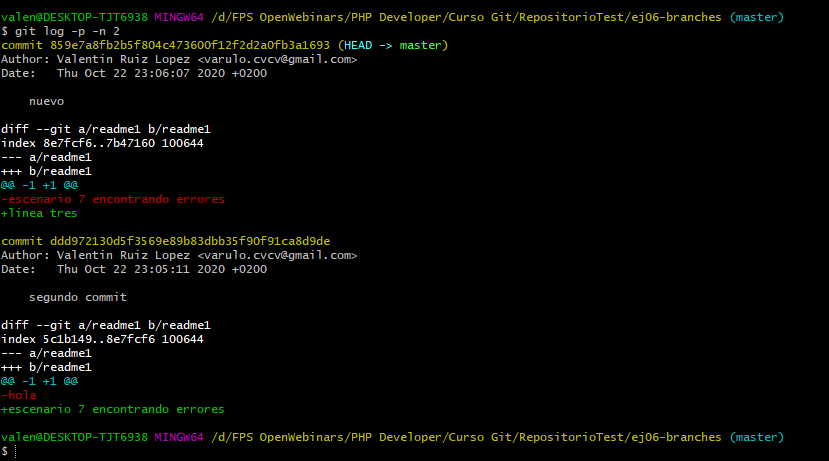 valen@DESKTOP-TJT6938 MINGW64 /d/FPS OpenWebinars/PHP Developer/Curso Git/RepositorioTest/ej06-branches (master)
$ git log -p -n 2
commit 859e7a8fb2b5f804c473600f12f2d2a0fb3a1693 (HEAD -> master)
Author: Valentin Ruiz Lopez <varulo.cvcv@gmail.com>
Date:   Thu Oct 22 23:06:07 2020 +0200

    nuevo

diff --git a/readme1 b/readme1
index 8e7fcf6..7b47160 100644
--- a/readme1
+++ b/readme1
@@ -1 +1 @@
-escenario 7 encontrando errores
+linea tres

commit ddd972130d5f3569e89b83dbb35f90f91ca8d9de
Author: Valentin Ruiz Lopez <varulo.cvcv@gmail.com>
Date:   Thu Oct 22 23:05:11 2020 +0200

    segundo commit

diff --git a/readme1 b/readme1
index 5c1b149..8e7fcf6 100644
--- a/readme1
+++ b/readme1
@@ -1 +1 @@
-hola
+escenario 7 encontrando errores

valen@DESKTOP-TJT6938 MINGW64 /d/FPS OpenWebinars/PHP Developer/Curso Git/RepositorioTest/ej06-branches (master)
$